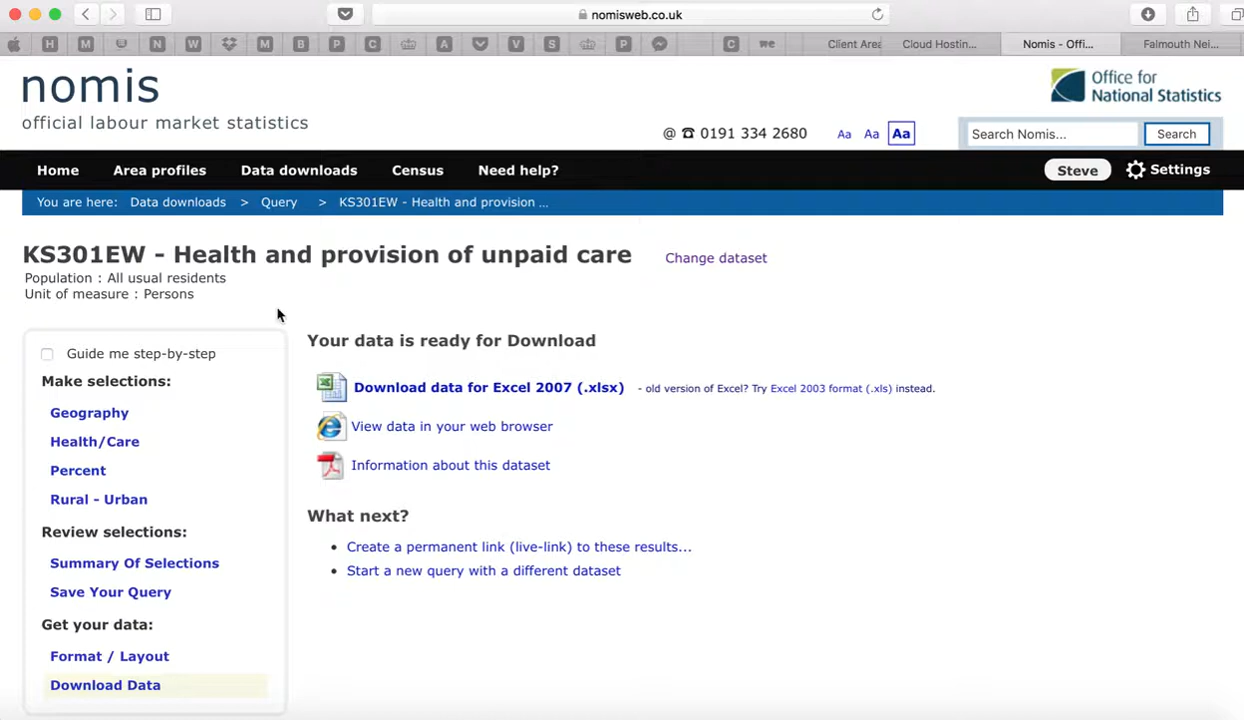 nomisweb.co.uk
H M N W M B P C A V S P C we Client Area Cloud Hostin... Nomis - Offi... Falmouth Nei...
nomis
official labour market statistics
Office for
National Statistics
@ ☎ 0191 334 2680 Aa Aa Aa Search Nomis... Search
Home Area profiles Data downloads Census Need help? Steve Settings
You are here: Data downloads > Query > KS301EW - Health and provision ...
KS301EW - Health and provision of unpaid care Change dataset
Population : All usual residents
Unit of measure : Persons
Guide me step-by-step
Make selections:
Geography
Health/Care
Percent
Rural - Urban
Review selections:
Summary Of Selections
Save Your Query
Get your data:
Format / Layout
Download Data
Your data is ready for Download
Download data for Excel 2007 (.xlsx) - old version of Excel? Try Excel 2003 format (.xls) instead.
View data in your web browser
Information about this dataset
What next?
• Create a permanent link (live-link) to these results...
• Start a new query with a different dataset